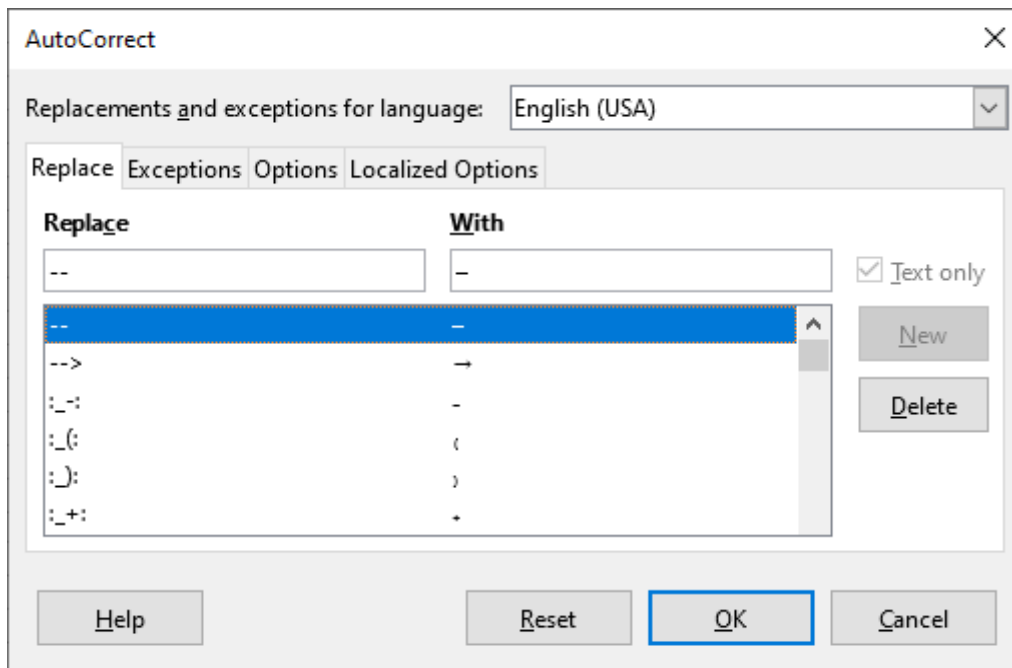 AutoCorrect
Replacements and exceptions for language: English (USA)
Replace Exceptions Options Localized Options
Replace With
-- – Text only
-- –
--> →
:_-: ₋
:_(: ₍
:_): ₎
:_+: ₊
New
Delete
Help Reset OK Cancel